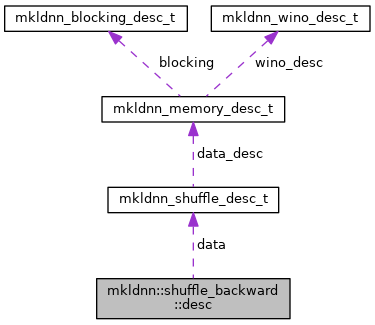 mkldnn_blocking_desc_t
mkldnn_wino_desc_t
blocking
wino_desc
mkldnn_memory_desc_t
data_desc
mkldnn_shuffle_desc_t
data
mkldnn::shuffle_backward
::desc